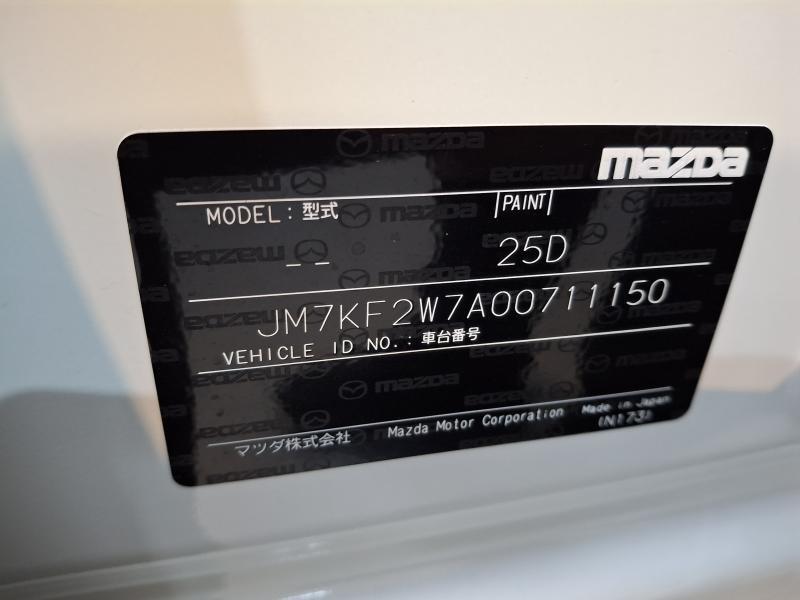 mazda
MODEL : 型式 |PAINT|
-- 25D
JM7KF2W7A00711150
VEHICLE ID NO. : 車台番号
マツダ株式会社 Mazda Motor Corporation Made in Japan
(N173)